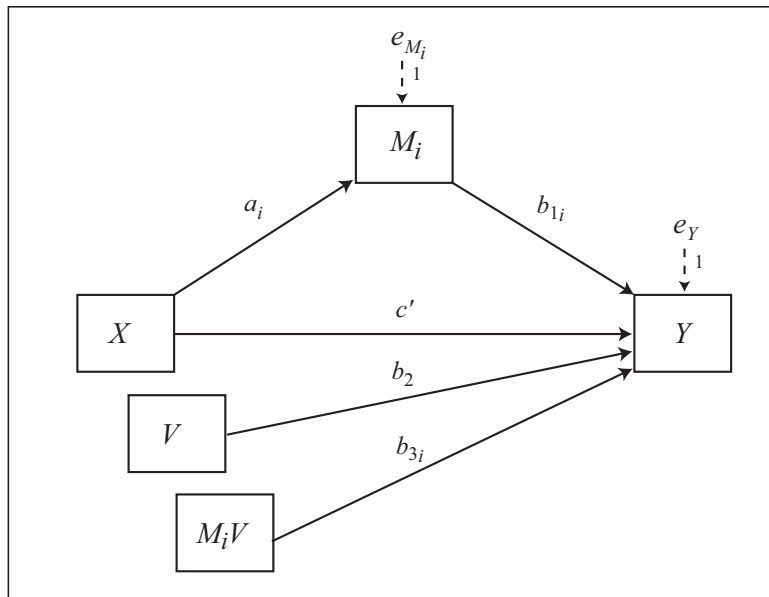 e_{M_i}
1
M_i
a_i
b_{1i}
e_Y
1
X
c'
Y
b_2
V
b_{3i}
M_iV